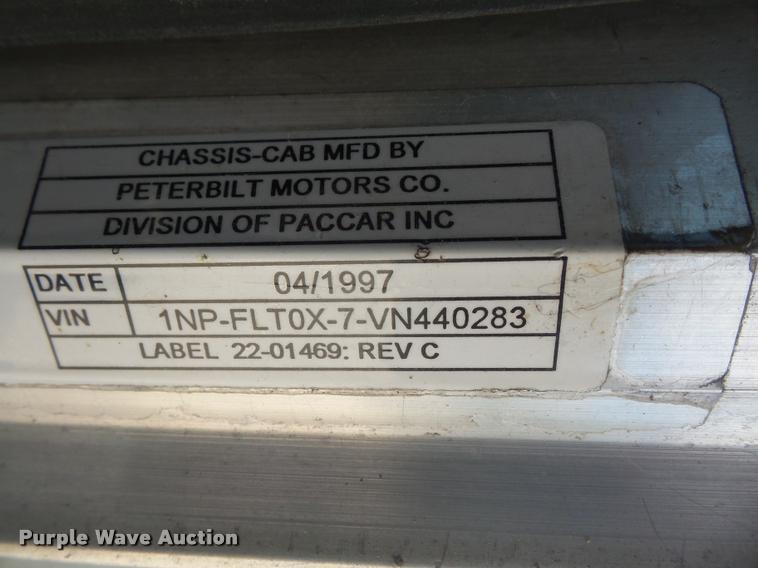 CHASSIS-CAB MFD BY
PETERBILT MOTORS CO.
DIVISION OF PACCAR INC
DATE 04/1997
VIN 1NP-FLT0X-7-VN440283
LABEL 22-01469: REV C
Purple Wave Auction